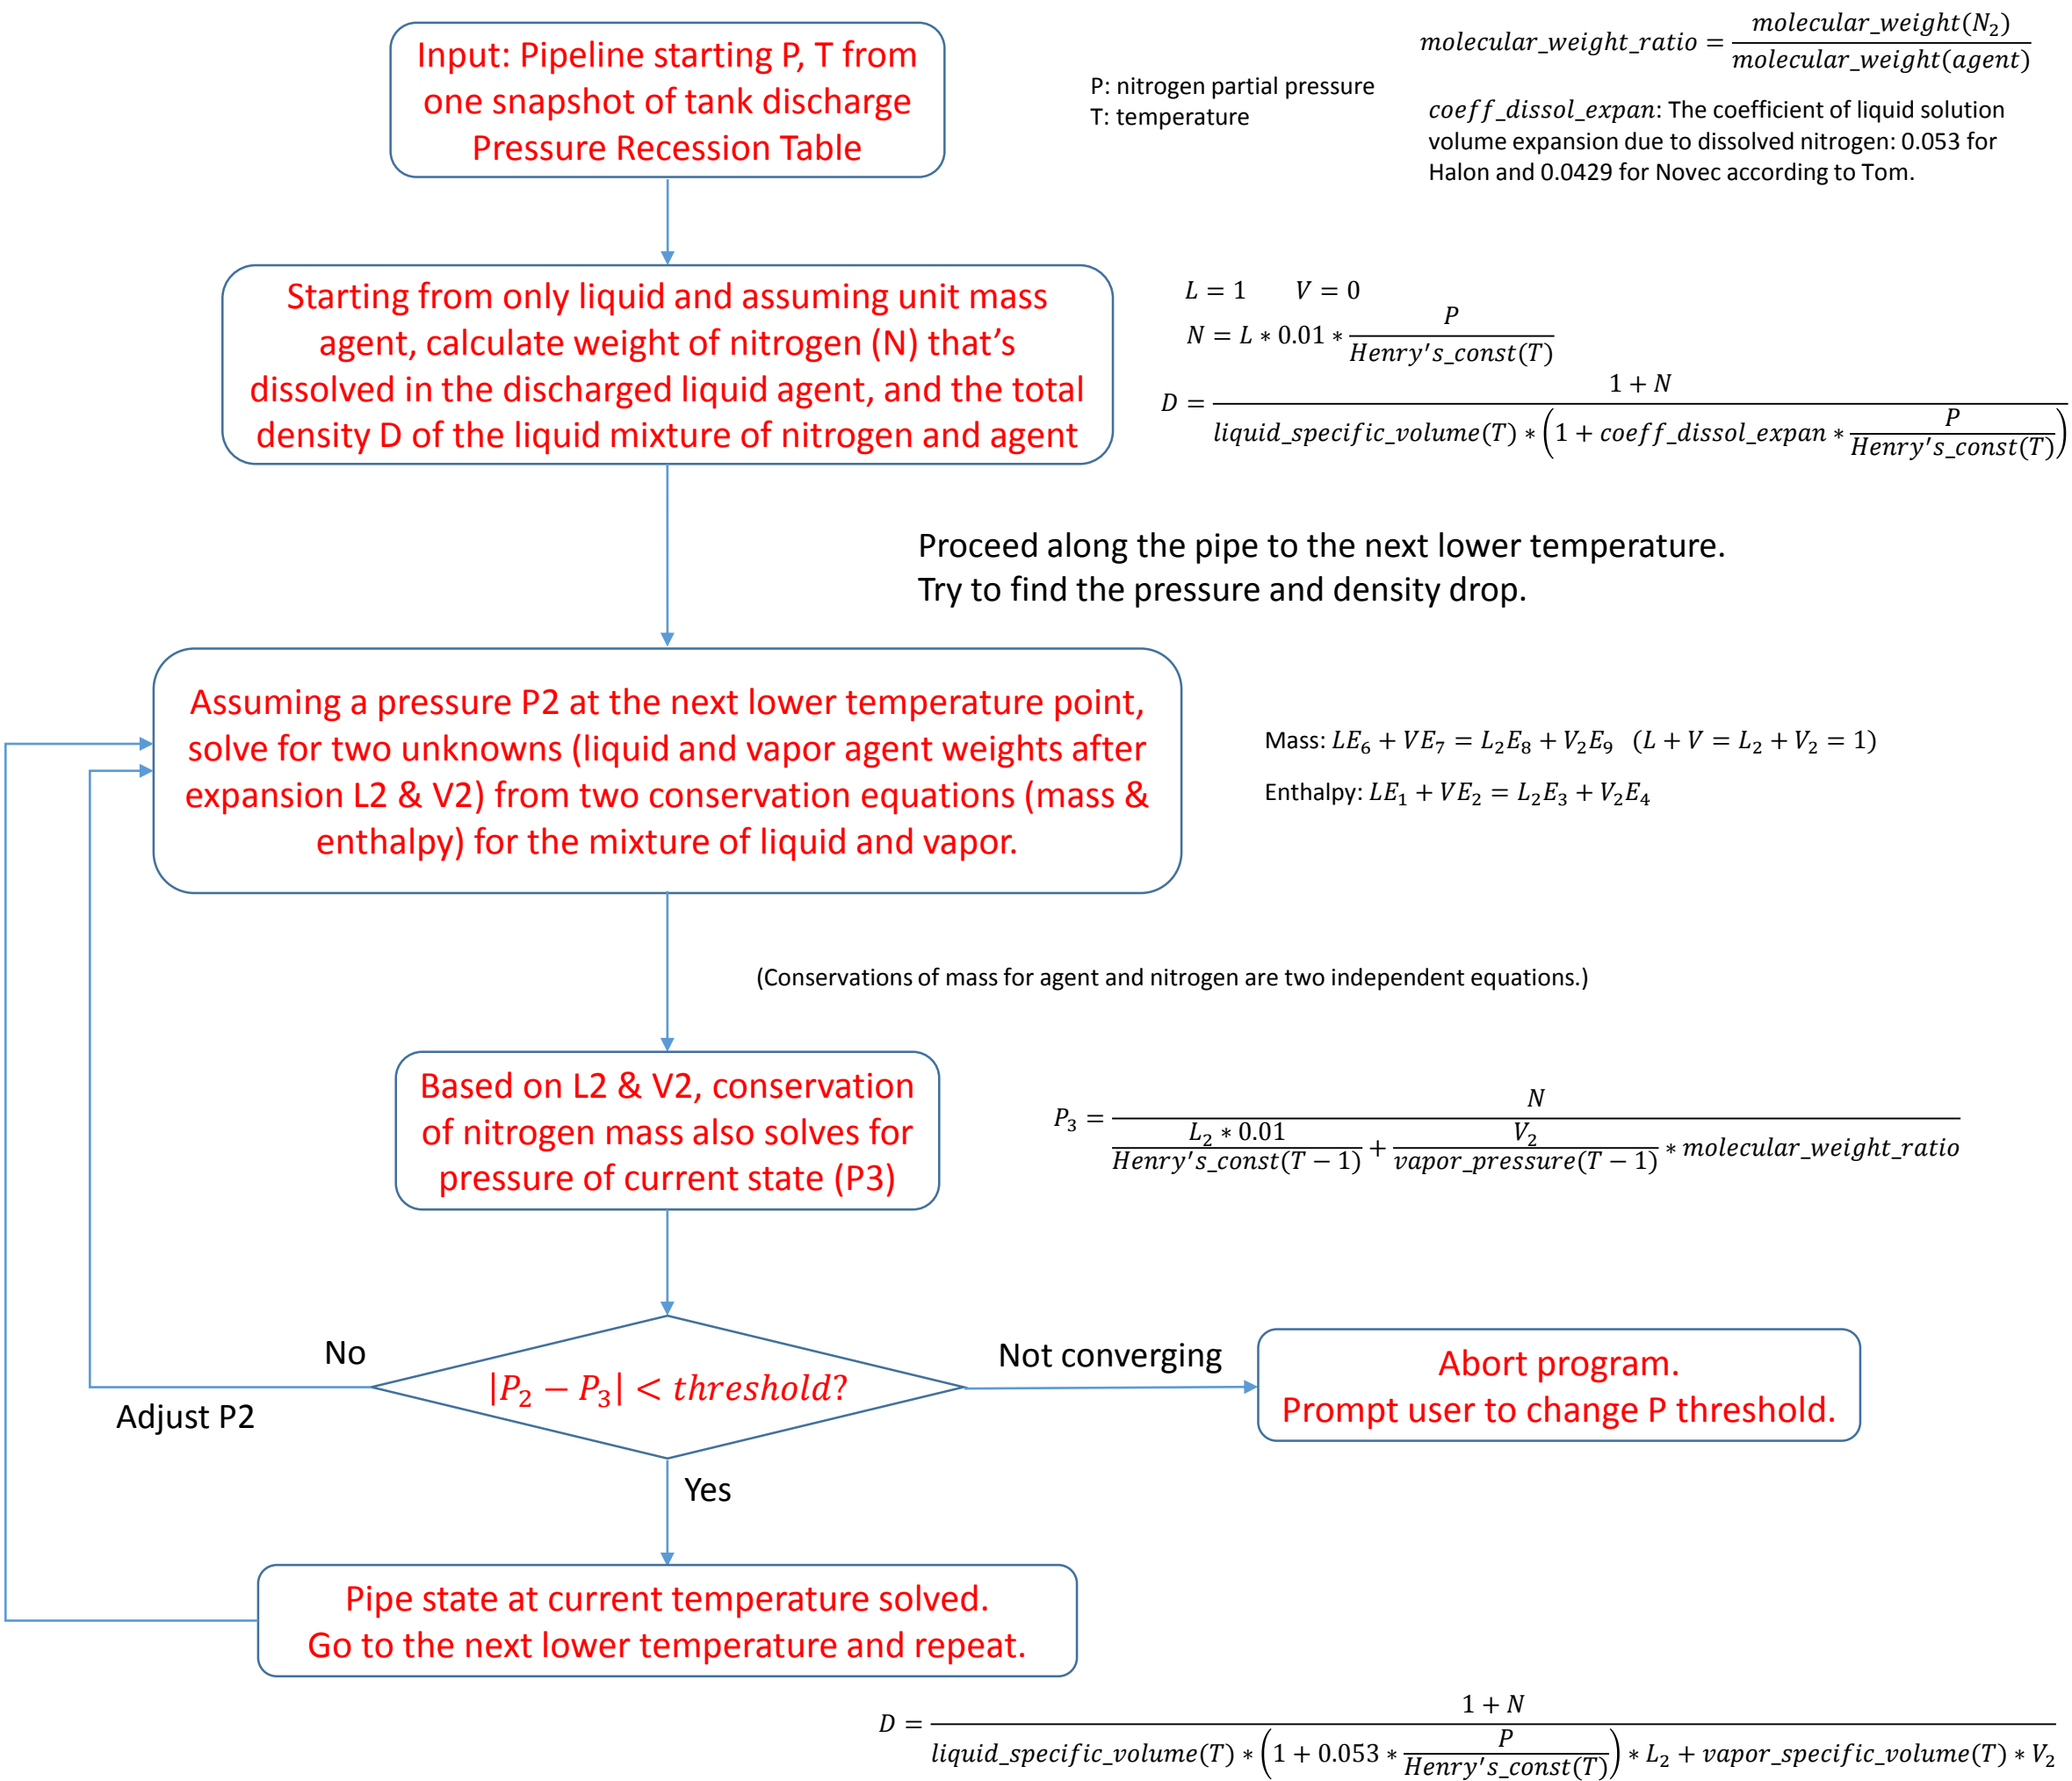 Input: Pipeline starting P, T from
one snapshot of tank discharge
Pressure Recession Table
P: nitrogen partial pressure
T: temperature
molecular_weight_ratio = molecular_weight(N₂) / molecular_weight(agent)
coeff_dissol_expan: The coefficient of liquid solution
volume expansion due to dissolved nitrogen: 0.053 for
Halon and 0.0429 for Novec according to Tom.
Starting from only liquid and assuming unit mass
agent, calculate weight of nitrogen (N) that’s
dissolved in the discharged liquid agent, and the total
density D of the liquid mixture of nitrogen and agent
L = 1 V = 0
N = L * 0.01 * P / Henry′s_const(T)
D = (1 + N) / (liquid_specific_volume(T) * (1 + coeff_dissol_expan * P / Henry′s_const(T)))
Proceed along the pipe to the next lower temperature.
Try to find the pressure and density drop.
Assuming a pressure P2 at the next lower temperature point,
solve for two unknowns (liquid and vapor agent weights after
expansion L2 & V2) from two conservation equations (mass &
enthalpy) for the mixture of liquid and vapor.
Mass: LE₆ + VE₇ = L₂E₈ + V₂E₉ (L + V = L₂ + V₂ = 1)
Enthalpy: LE₁ + VE₂ = L₂E₃ + V₂E₄
(Conservations of mass for agent and nitrogen are two independent equations.)
Based on L2 & V2, conservation
of nitrogen mass also solves for
pressure of current state (P3)
P₃ = N / (L₂ * 0.01 / Henry′s_const(T − 1) + V₂ / vapor_pressure(T − 1) * molecular_weight_ratio)
No
Adjust P2
|P₂ − P₃| < threshold?
Not converging
Abort program.
Prompt user to change P threshold.
Yes
Pipe state at current temperature solved.
Go to the next lower temperature and repeat.
D = (1 + N) / (liquid_specific_volume(T) * (1 + 0.053 * P / Henry′s_const(T)) * L₂ + vapor_specific_volume(T) * V₂)